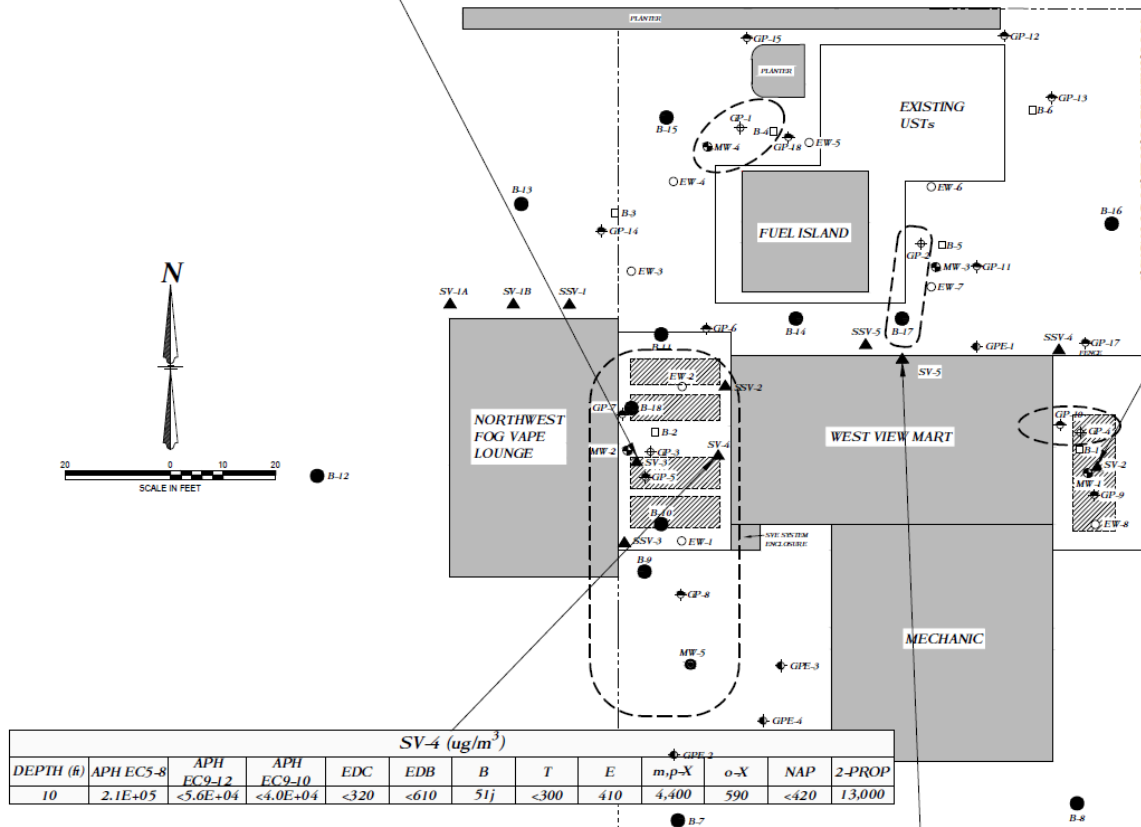 PLANTER
GP-15
GP-12
PLANTER
EXISTING
USTs
GP-13
B-6
B-15
GP-1
B-4
GP-18
EW-5
MW-4
EW-4
EW-6
B-13
B-3
GP-14
B-16
FUEL ISLAND
GP-2
B-5
MW-3
GP-11
EW-3
EW-7
N
SV-1A
SV-1B
SSV-1
B-14
B-17
GP-6
SSV-5
GPE-1
SSV-4
GP-17
FENCE
B-11
SV-5
EW-2
SSV-2
GP-7
B-18
NORTHWEST
FOG VAPE
LOUNGE
B-2
MW-2
GP-3
SV-4
SV-3
GP-5
WEST VIEW MART
GP-10
GP-4
B-1
SV-2
MW-1
GP-9
EW-8
20 0 20
SCALE IN FEET
B-12
B-10
SSV-3
EW-1
SVE SYSTEM
ENCLOSURE
B-9
GP-8
MECHANIC
MW-5
GPE-3
GPE-4
GPE-2
SV-4 (ug/m³)
DEPTH (ft) APH EC5-8 APH EC9-12 APH EC9-10 EDC EDB B T E m,p-X o-X NAP 2-PROP
10 2.1E+05 <5.6E+04 <4.0E+04 <320 <610 51j <300 410 4,400 590 <420 13,000
B-7
B-8